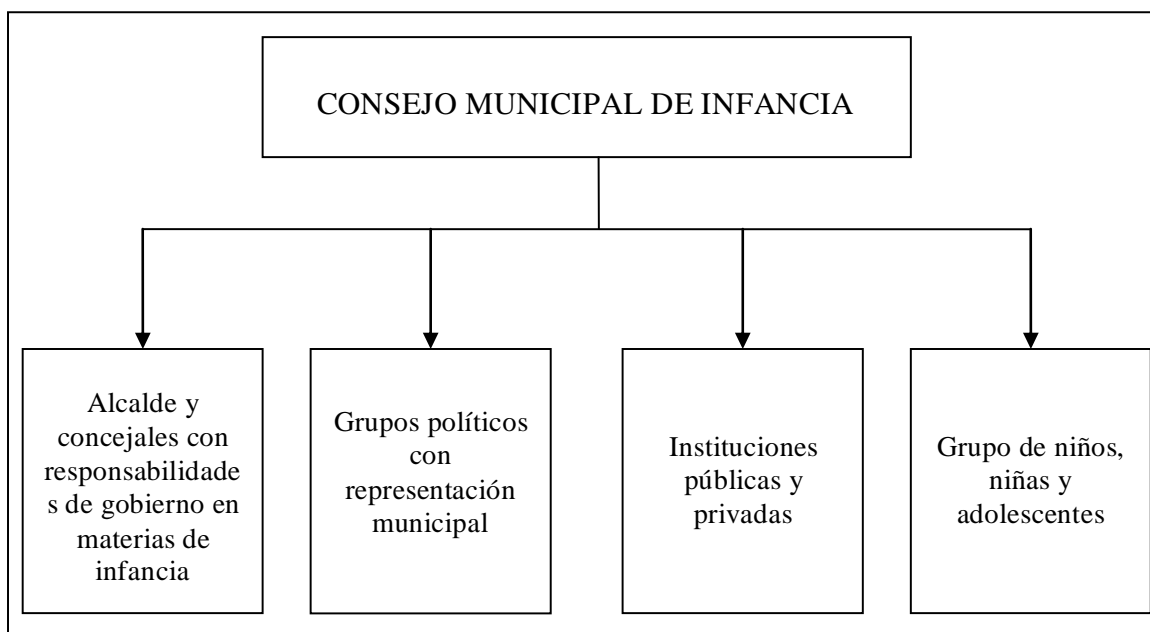 CONSEJO MUNICIPAL DE INFANCIA
Alcalde y
concejales con
responsabilidade
s de gobierno en
materias de
infancia
Grupos políticos
con
representación
municipal
Instituciones
públicas y
privadas
Grupo de niños,
niñas y
adolescentes